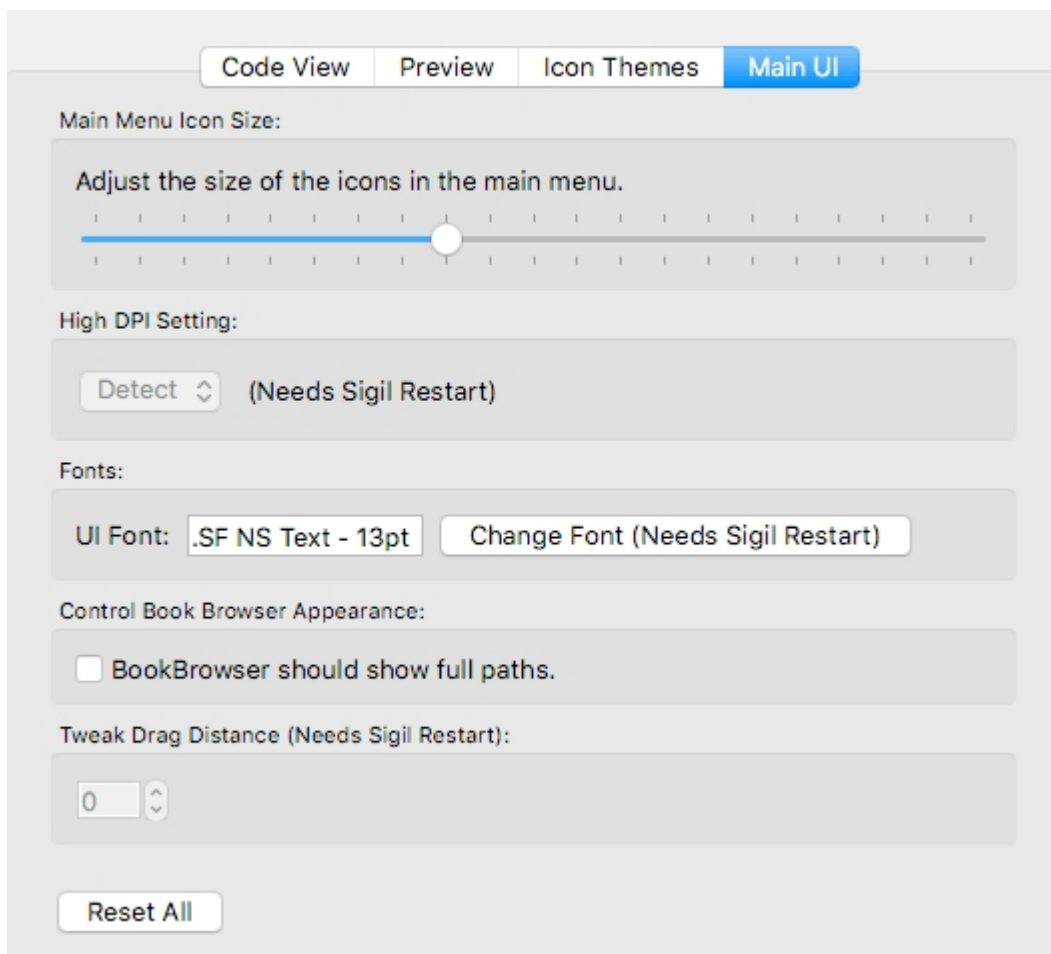 Code View Preview Icon Themes Main UI
Main Menu Icon Size:
Adjust the size of the icons in the main menu.
High DPI Setting:
Detect (Needs Sigil Restart)
Fonts:
UI Font: .SF NS Text - 13pt Change Font (Needs Sigil Restart)
Control Book Browser Appearance:
BookBrowser should show full paths.
Tweak Drag Distance (Needs Sigil Restart):
0
Reset All